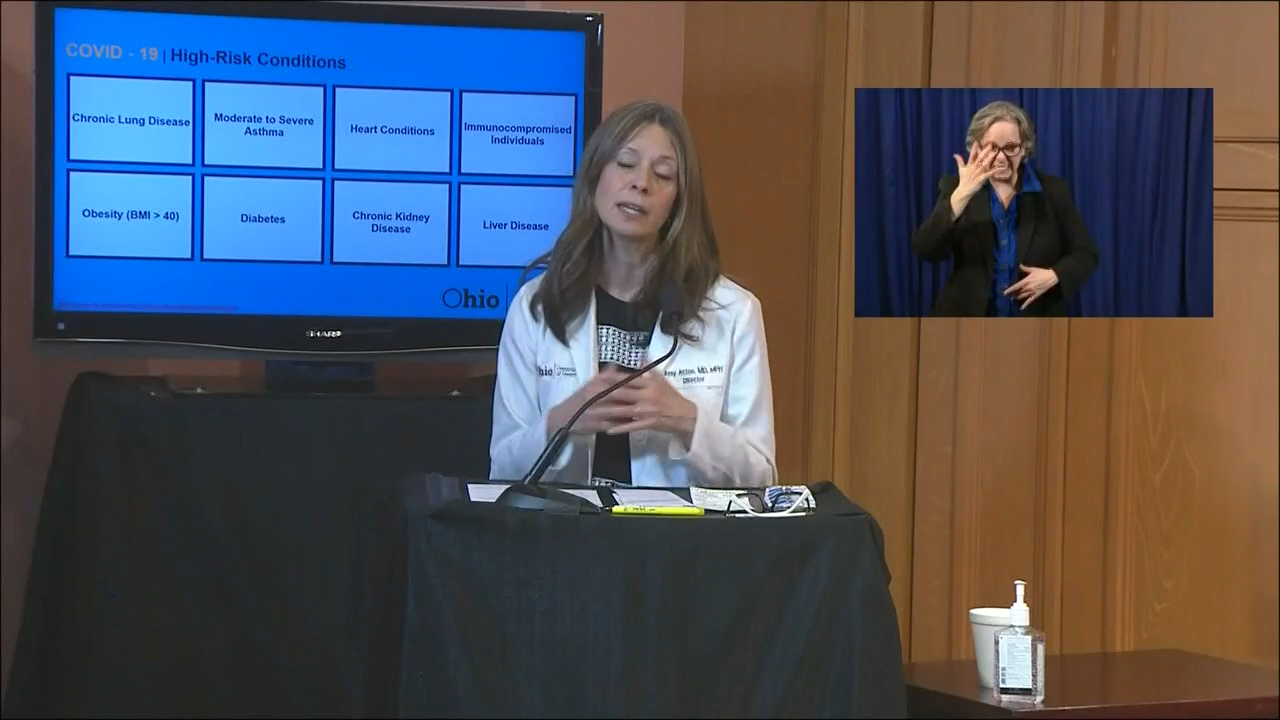 COVID - 19 | High-Risk Conditions
Chronic Lung Disease
Moderate to Severe
Asthma
Heart Conditions
Immunocompromised
Individuals
Obesity (BMI > 40)
Diabetes
Chronic Kidney
Disease
Liver Disease
Ohio
SHARP
hio
Amy Acton, MD, MPH
Director